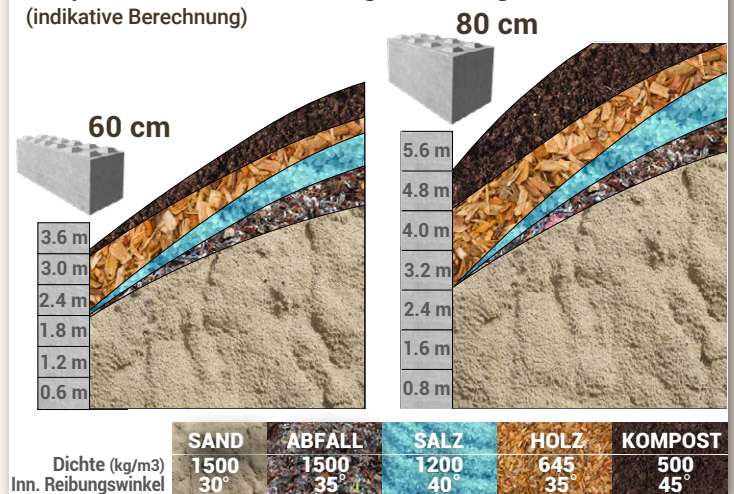 (indikative Berechnung)
80 cm
60 cm
5.6 m
4.8 m
4.0 m
3.2 m
2.4 m
1.6 m
0.8 m
3.6 m
3.0 m
2.4 m
1.8 m
1.2 m
0.6 m
SAND ABFALL SALZ HOLZ KOMPOST
Dichte (kg/m3) 1500 1500 1200 645 500
Inn. Reibungswinkel 30° 35° 40° 35° 45°